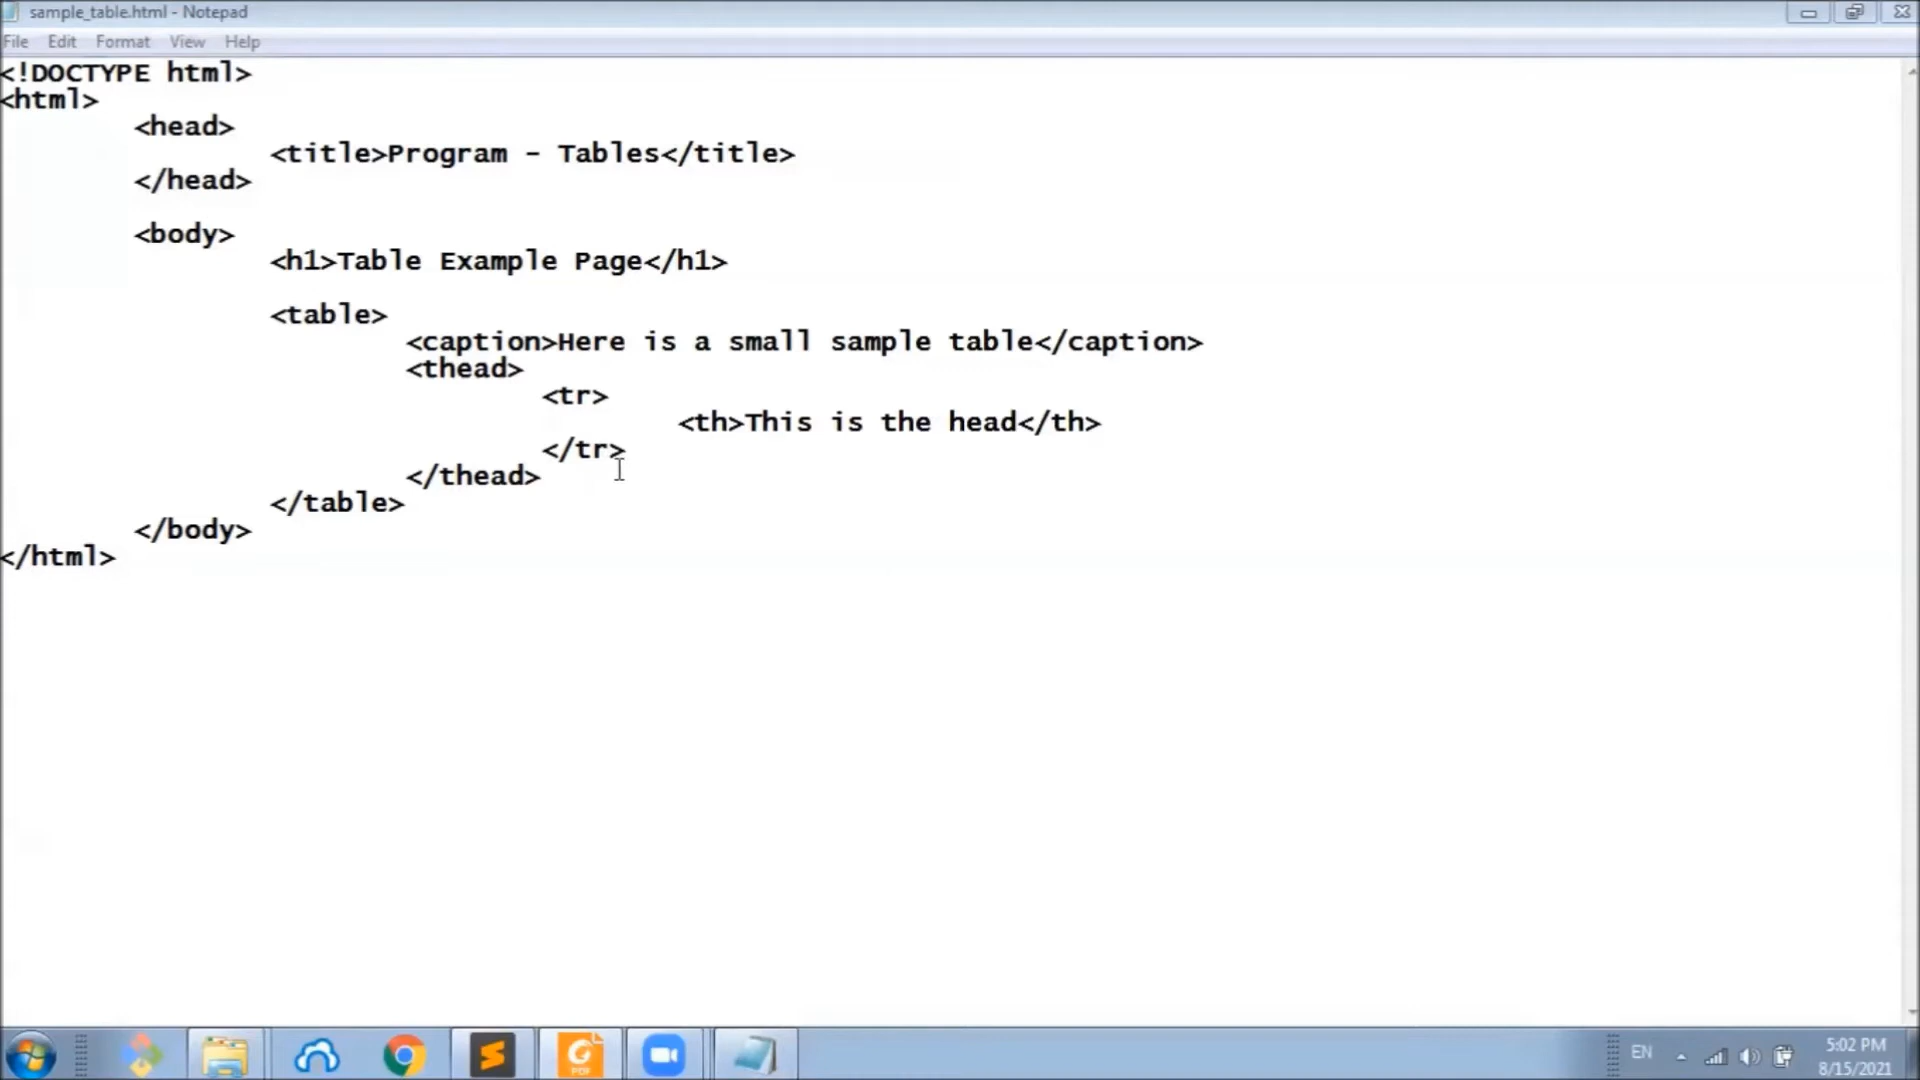 sample_table.html - Notepad
File Edit Format View Help
<!DOCTYPE html>
<html>
<head>
<title>Program - Tables</title>
</head>
<body>
<h1>Table Example Page</h1>
<table>
<caption>Here is a small sample table</caption>
<thead>
<tr>
<th>This is the head</th>
</tr>
</thead>
</table>
</body>
</html>
PDF
EN
5:02 PM
8/15/2021